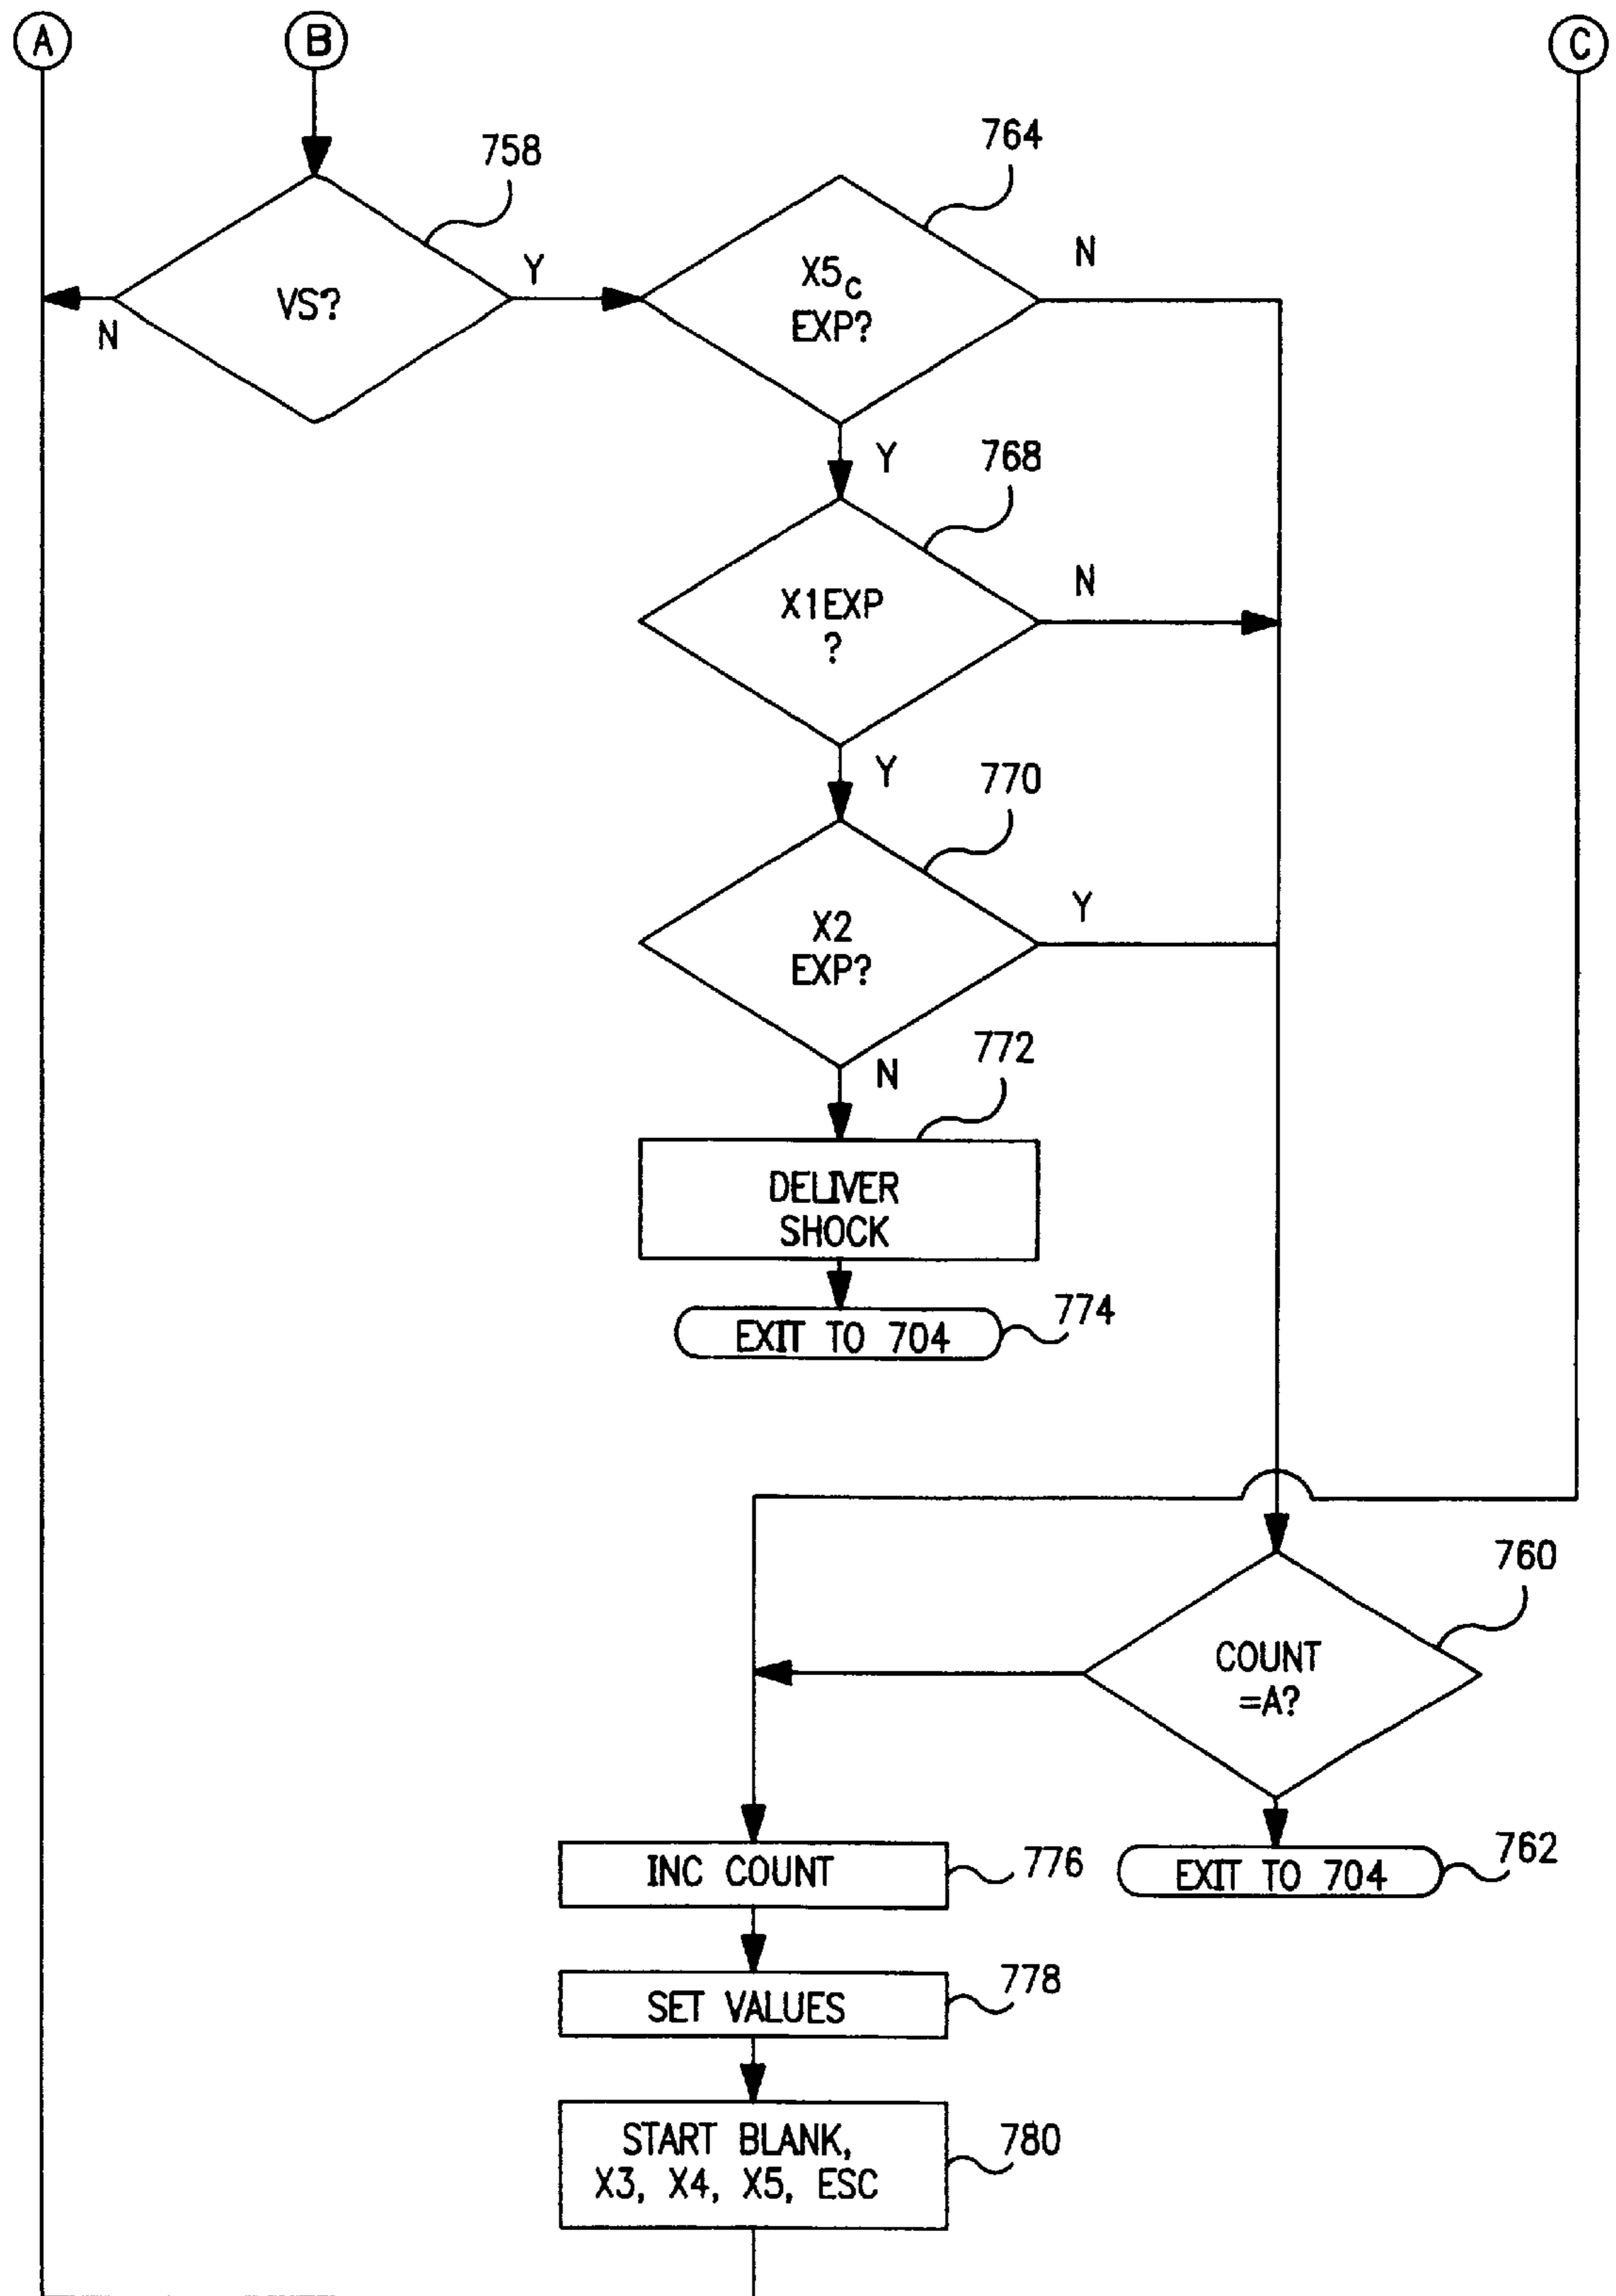 A
B
C
758
764
VS?
Y
N
X5c
EXP?
N
Y
768
X1EXP
?
N
Y
770
X2
EXP?
Y
N
772
DELIVER
SHOCK
EXIT TO 704
774
760
COUNT
=A?
INC COUNT
776
EXIT TO 704
762
SET VALUES
778
START BLANK,
X3, X4, X5, ESC
780